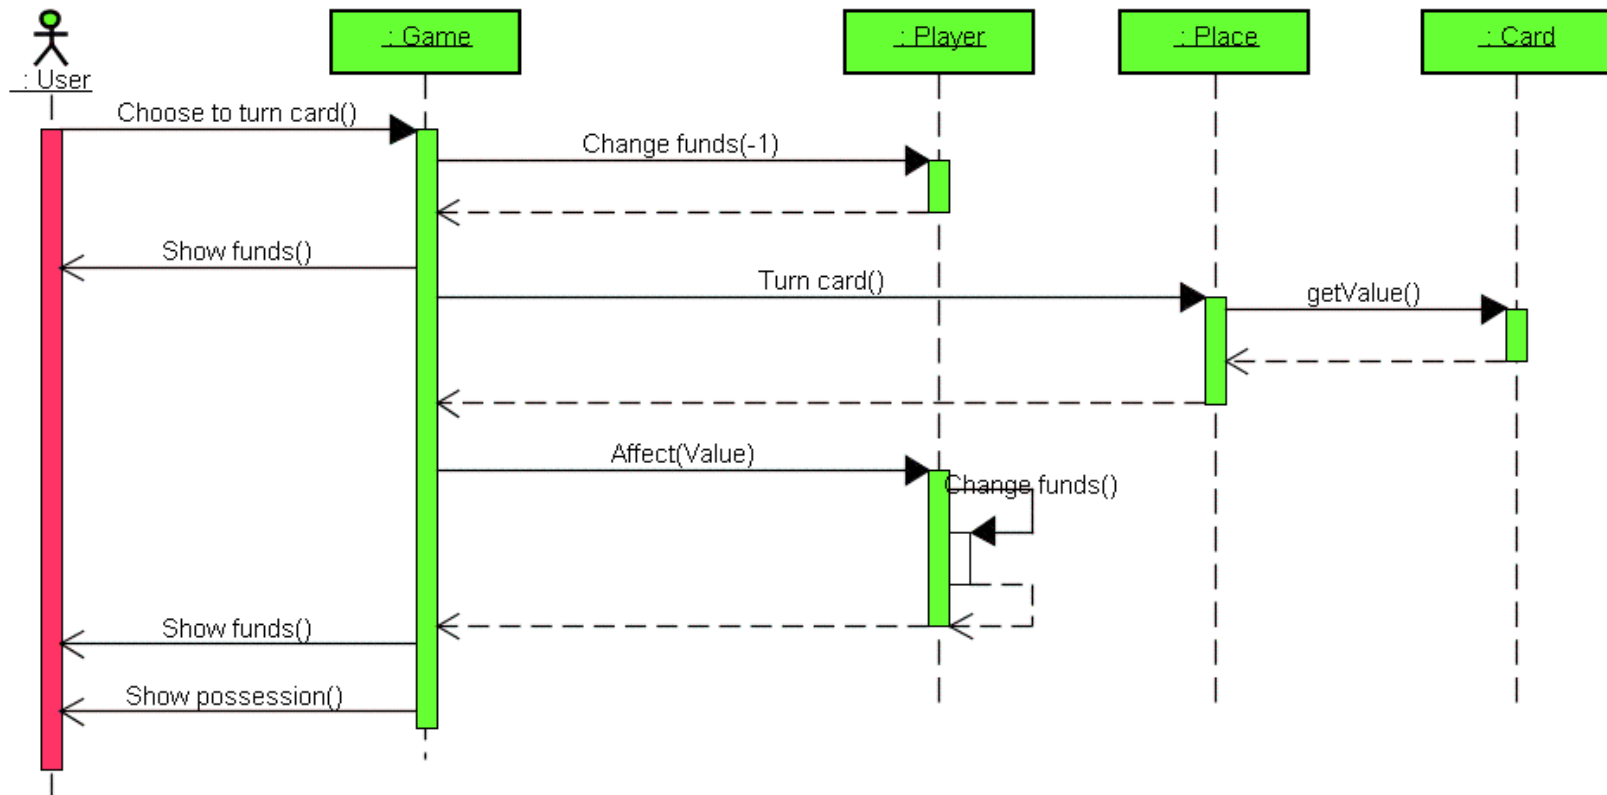 : User
: Game
: Player
: Place
: Card
Choose to turn card()
Change funds(-1)
Show funds()
Turn card()
getValue()
Affect(Value)
Change funds()
Show funds()
Show possession()